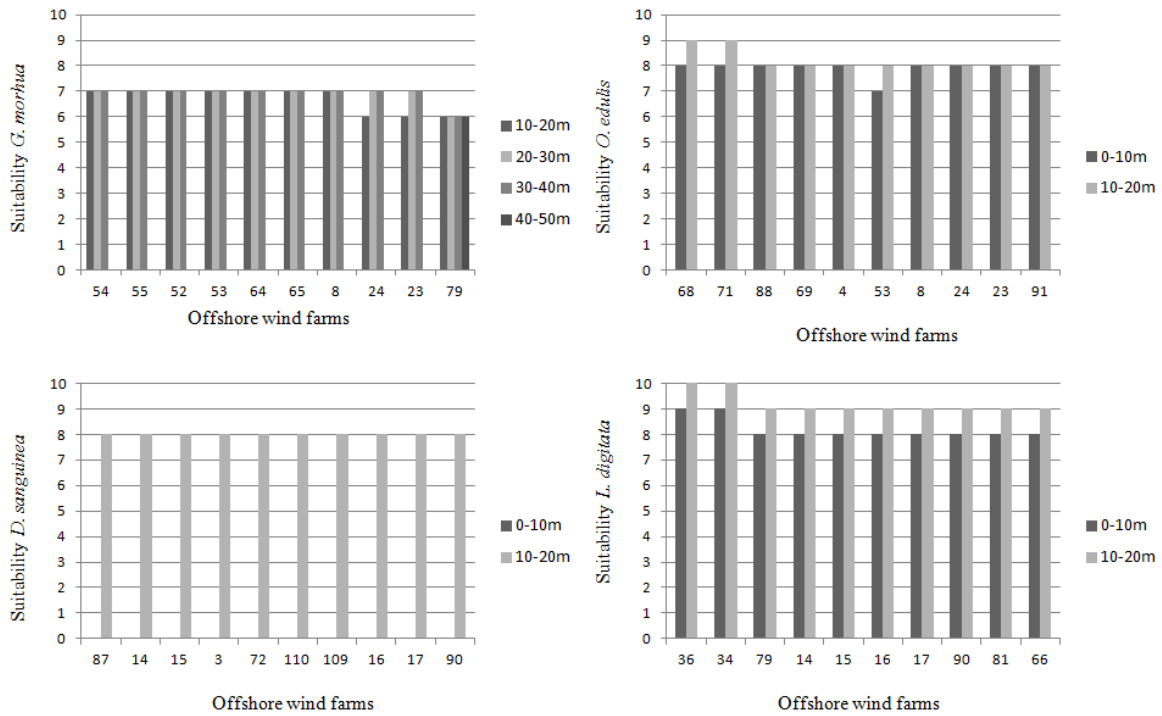 10
9
8
7
6
5
4
3
2
1
0
Suitability G. morhua
54 55 52 53 64 65 8 24 23 79
Offshore wind farms
10-20m
20-30m
30-40m
40-50m
10
9
8
7
6
5
4
3
2
1
0
Suitability O. edulis
68 71 88 69 4 53 8 24 23 91
Offshore wind farms
0-10m
10-20m
10
9
8
7
6
5
4
3
2
1
0
Suitability D. sanguinea
87 14 15 3 72 110 109 16 17 90
Offshore wind farms
0-10m
10-20m
10
9
8
7
6
5
4
3
2
1
0
Suitability L. digitata
36 34 79 14 15 16 17 90 81 66
Offshore wind farms
0-10m
10-20m